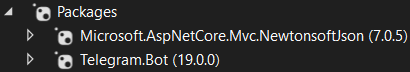 Packages
Microsoft.AspNetCore.Mvc.NewtonsoftJson (7.0.5)
Telegram.Bot (19.0.0)